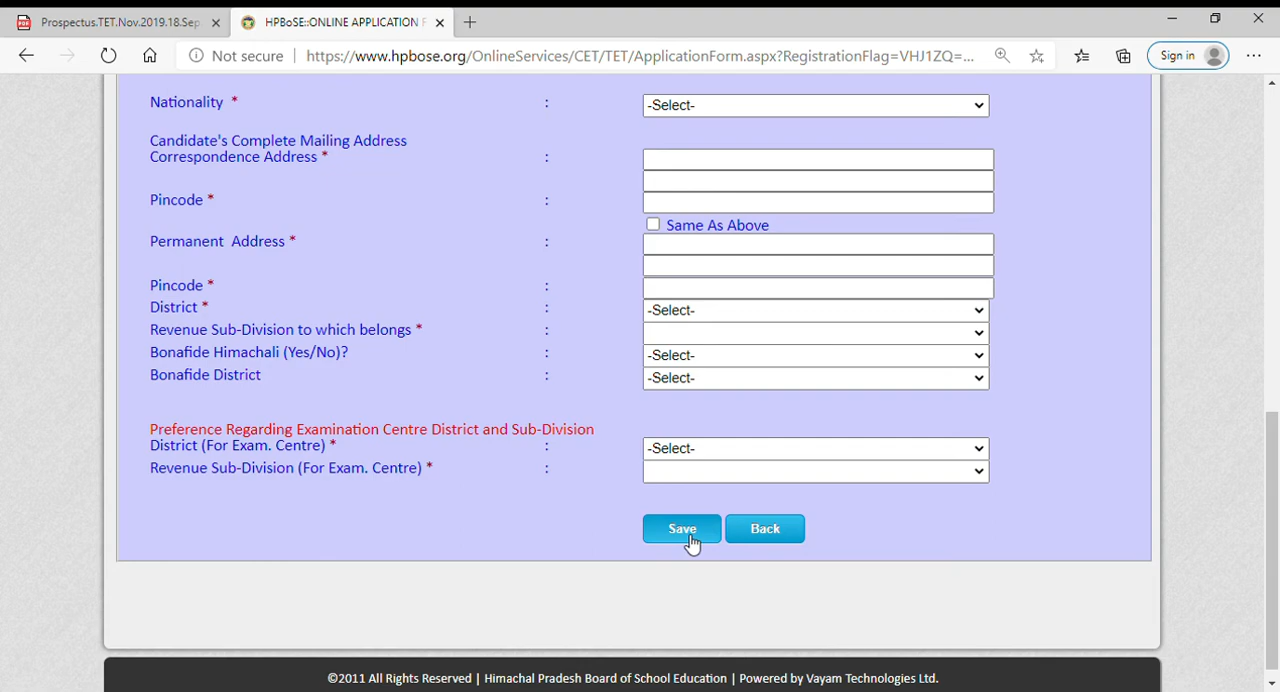 Prospectus.TET.Nov.2019.18.Sep
HPBoSE::ONLINE APPLICATION F
Not secure
https://www.hpbose.org/OnlineServices/CET/TET/ApplicationForm.aspx?RegistrationFlag=VHJ1ZQ=...
Sign in
Nationality * : -Select-
Candidate's Complete Mailing Address
Correspondence Address * :
Pincode * :
Same As Above
Permanent Address * :
Pincode * :
District * : -Select-
Revenue Sub-Division to which belongs * :
Bonafide Himachali (Yes/No)? : -Select-
Bonafide District : -Select-
Preference Regarding Examination Centre District and Sub-Division
District (For Exam. Centre) * : -Select-
Revenue Sub-Division (For Exam. Centre) * :
Save Back
©2011 All Rights Reserved | Himachal Pradesh Board of School Education | Powered by Vayam Technologies Ltd.